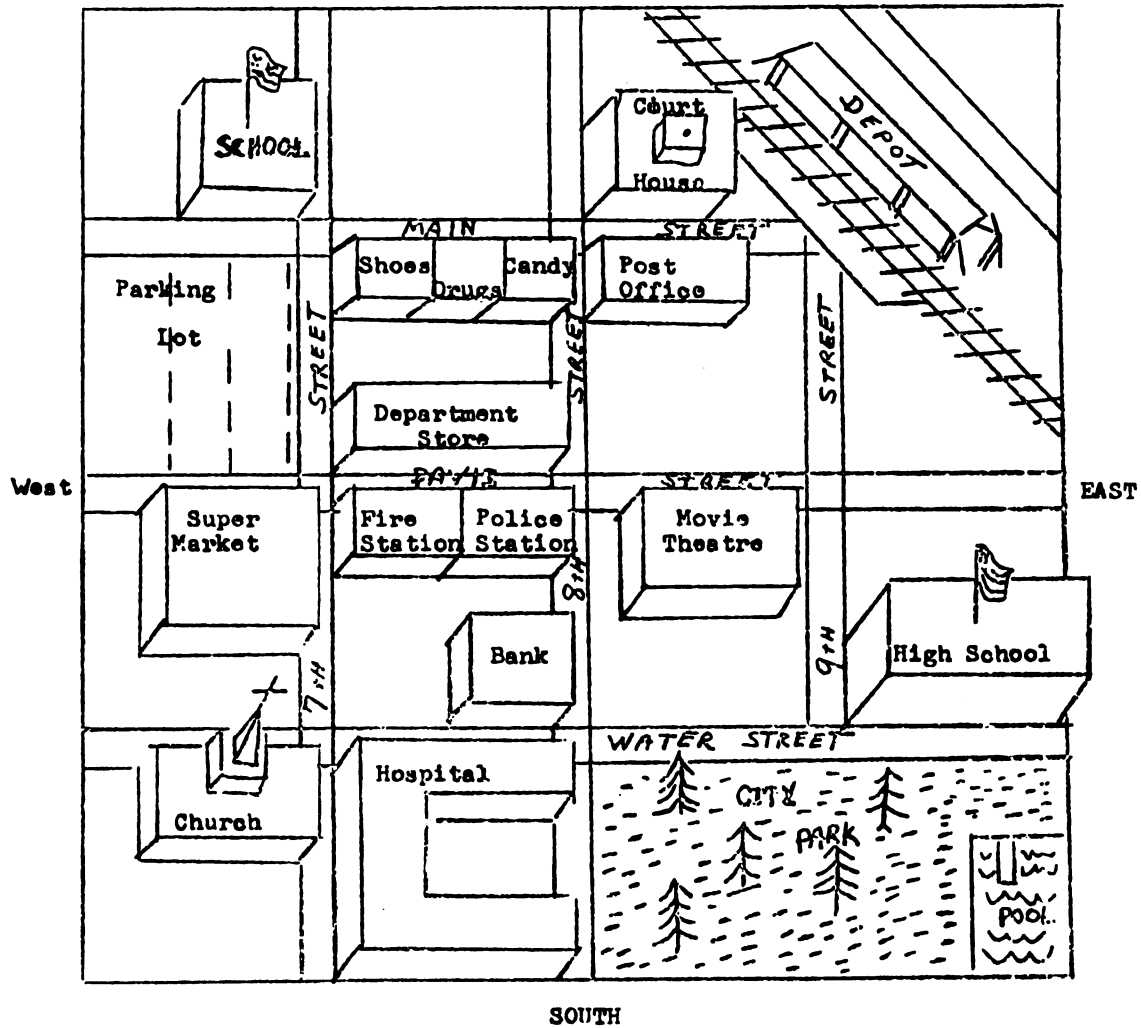 SCHOOL
Court
House
DEPOT
MAIN STREET
Shoes
Drugs
Candy
Post
Office
Parking
Lot
STREET
STREET
STREET
Department
Store
West
STREET
EAST
Super
Market
Fire
Station
Police
Station
Movie
Theatre
8TH
7TH
9TH
Bank
High School
WATER STREET
Hospital
CITY
PARK
Church
POOL
SOUTH